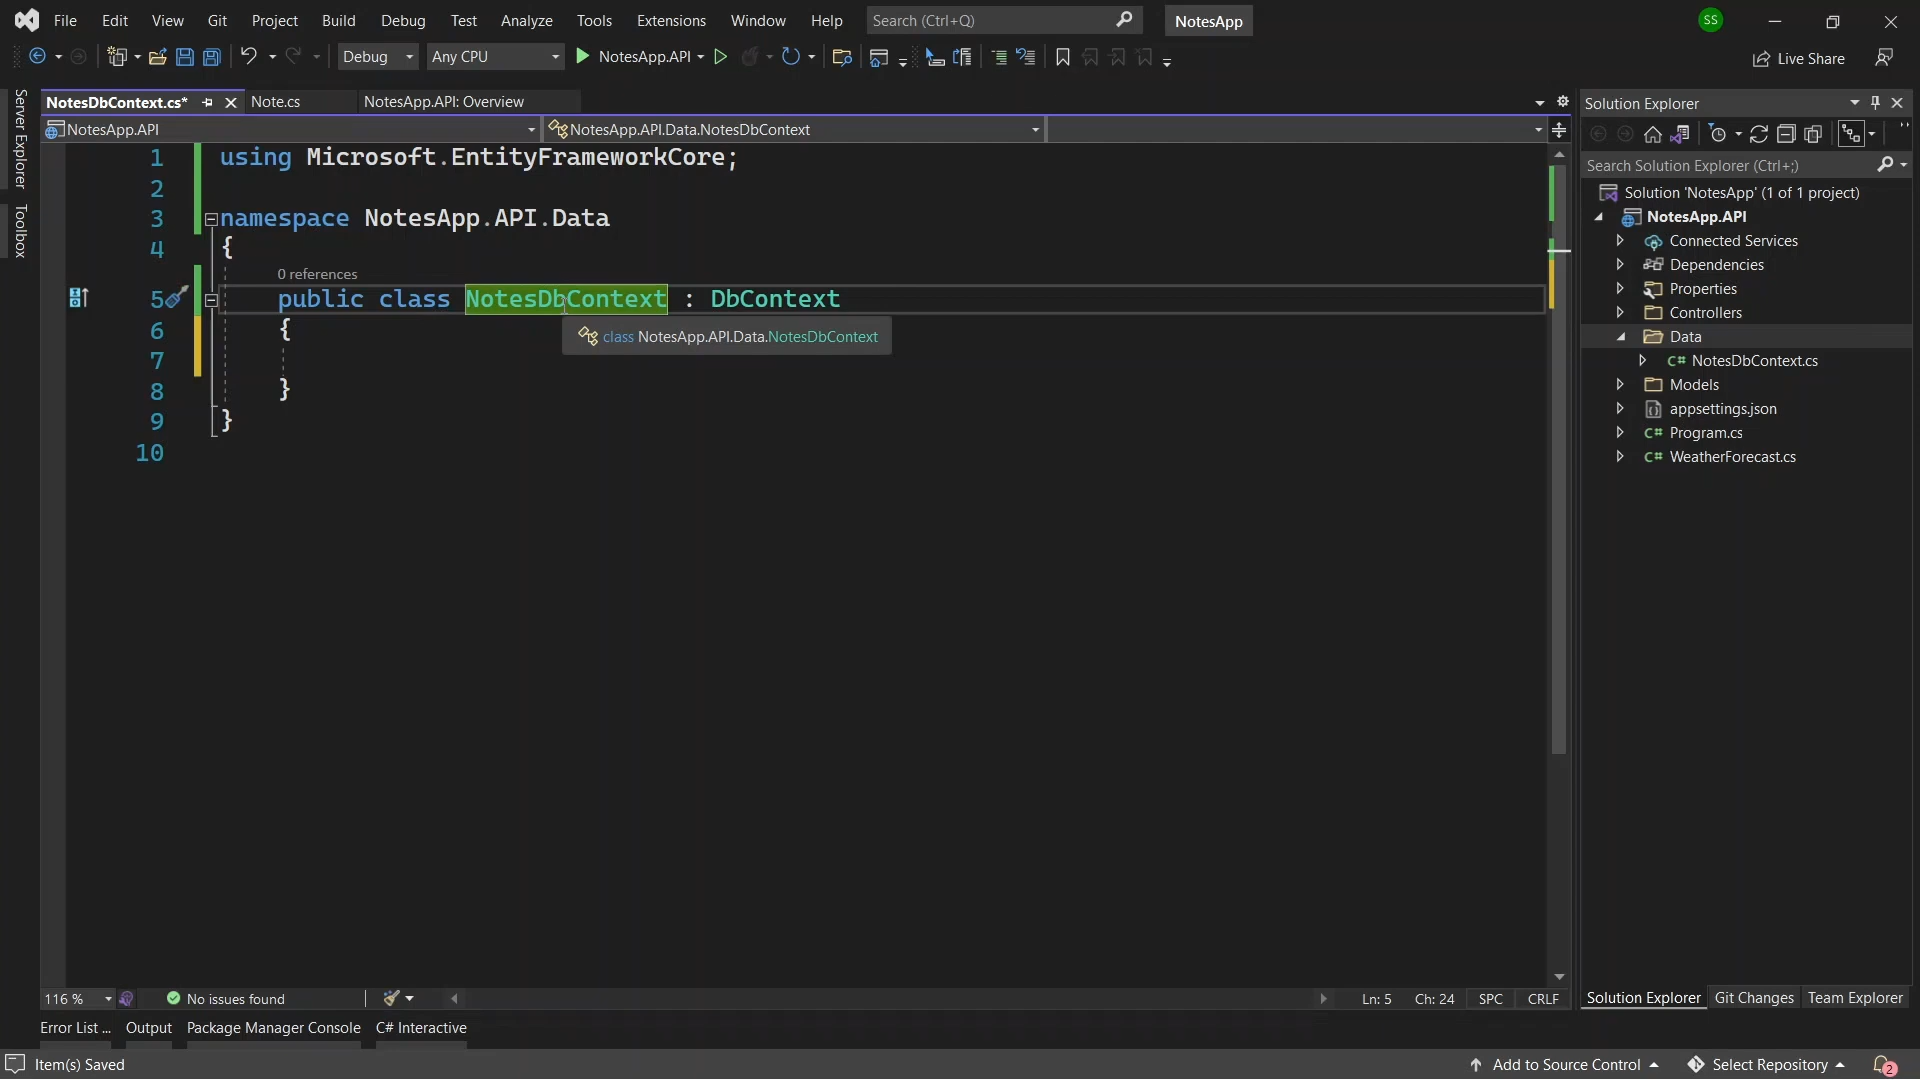 File Edit View Git Project Build Debug Test Analyze Tools Extensions Window Help Search (Ctrl+Q) NotesApp SS
Debug Any CPU NotesApp.API Live Share
Server Explorer
Toolbox
NotesDbContext.cs* Note.cs NotesApp.API: Overview
NotesApp.API NotesApp.API.Data.NotesDbContext
1 using Microsoft.EntityFrameworkCore;
2
3 namespace NotesApp.API.Data
4 {
0 references
5 public class NotesDbContext : DbContext
6 {
class NotesApp.API.Data.NotesDbContext
7
8 }
9 }
10
Solution Explorer
Search Solution Explorer (Ctrl+;)
Solution 'NotesApp' (1 of 1 project)
NotesApp.API
Connected Services
Dependencies
Properties
Controllers
Data
C# NotesDbContext.cs
Models
appsettings.json
C# Program.cs
C# WeatherForecast.cs
116 % No issues found Ln: 5 Ch: 24 SPC CRLF
Solution Explorer Git Changes Team Explorer
Error List ... Output Package Manager Console C# Interactive
Item(s) Saved Add to Source Control Select Repository 2